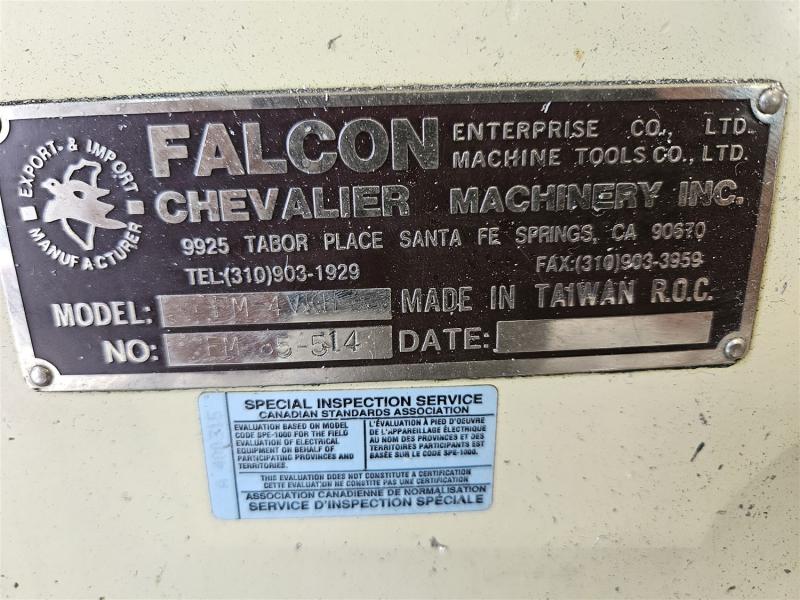 EXPORT- & IMPORT
MANUFACTURER
FALCON ENTERPRISE CO., LTD.
MACHINE TOOLS CO., LTD.
CHEVALIER MACHINERY INC.
9925 TABOR PLACE SANTA FE SPRINGS, CA 90670
TEL:(310)903-1929 FAX:(310)903-3959
MODEL: MADE IN TAIWAN R.O.C.
NO: DATE:
SPECIAL INSPECTION SERVICE
CANADIAN STANDARDS ASSOCIATION
EVALUATION BASED ON MODEL
CODE SPE-1000 FOR THE FIELD
EVALUATION OF ELECTRICAL
EQUIPMENT ON BEHALF OF
PARTICIPATING PROVINCES AND
TERRITORIES.
L'ÉVALUATION À PIED D'OEUVRE
DE L'APPAREILLAGE ÉLECTRIQUE
AU NOM DES PROVINCES ET DES
TERRITOIRES PARTICIPANTS EST
BASÉE SUR LE CODE SPE-1000.
THIS EVALUATION DOES NOT CONSTITUTE A CERTIFICATION
CETTE EVALUATION NE CONSTITE PAS UNE CERTIFICATION
ASSOCIATION CANADIENNE DE NORMALISATION
SERVICE D'INSPECTION SPÉCIALE